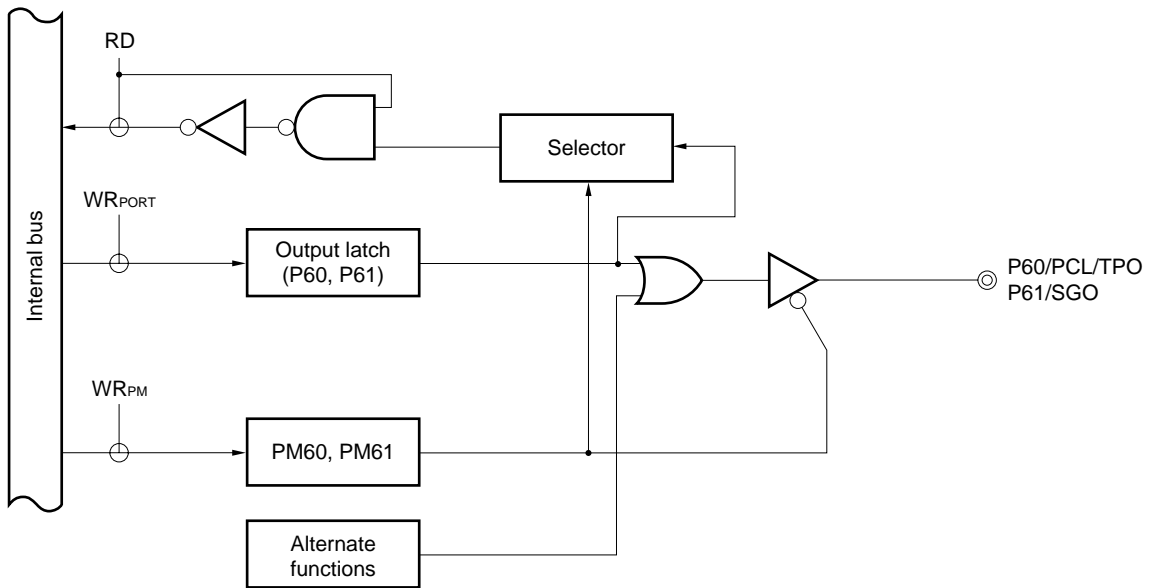 RD
Selector
WRPORT
Output latch
(P60, P61)
Internal bus
P60/PCL/TPO
P61/SGO
WRPM
PM60, PM61
Alternate
functions